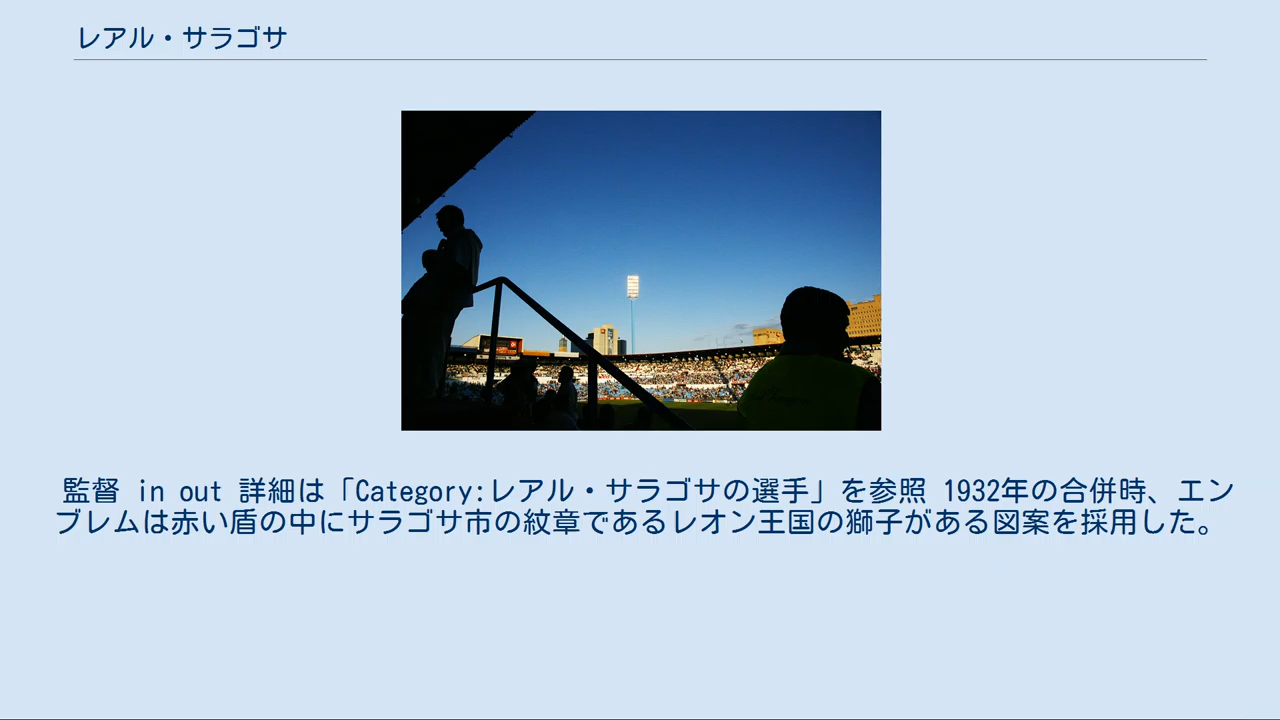 レアル・サラゴサ
監督 in out 詳細は「Category:レアル・サラゴサの選手」を参照 1932年の合併時、エン
ブレムは赤い盾の中にサラゴサ市の紋章であるレオン王国の獅子がある図案を採用した。